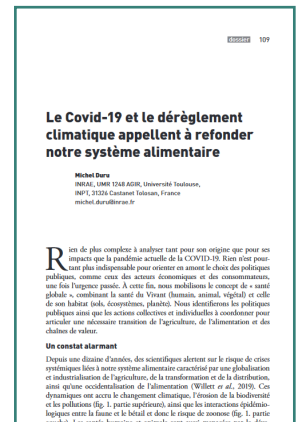 dossier 109
Le Covid-19 et le dérèglement
climatique appellent à refonder
notre système alimentaire
Michel Duru
INRAE, UMR 1248 AGIR, Université Toulouse,
INPT, 31326 Castanet Tolosan, France
michel.duru@inrae.fr
Rien de plus complexe à analyser tant pour son origine que pour ses
impacts que la pandémie actuelle de la COVID-19. Rien n'est pour-
tant plus indispensable pour orienter en amont le choix des politiques
publiques, comme ceux des acteurs économiques et des consommateurs,
une fois l'urgence passée. À cette fin, nous mobilisons le concept de « santé
globale », combinant la santé du Vivant (humain, animal, végétal) et celle
de son habitat (sols, écosystèmes, planète). Nous identifierons les politiques
publiques ainsi que les actions collectives et individuelles à coordonner pour
articuler une nécessaire transition de l'agriculture, de l'alimentation et des
chaînes de valeur.
Un constat alarmant
Depuis une dizaine d'années, des scientifiques alertent sur le risque de crises
systémiques liées à notre système alimentaire caractérisé par une globalisation
et industrialisation de l'agriculture, de la transformation et de la distribution,
ainsi qu'une occidentalisation de l'alimentation (Willett et al., 2019). Ces
dynamiques ont accru le changement climatique, l'érosion de la biodiversité
et les pollutions (fig. 1. partie supérieure), ainsi que les interactions épidémio-
logiques entre la faune et le bétail donc le risque de zoonose (fig. 1. partie